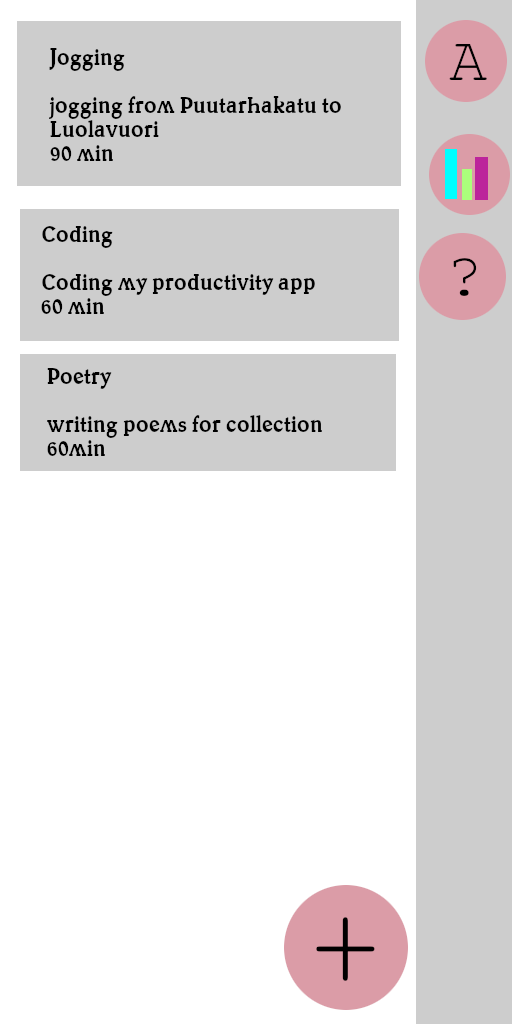 Jogging
jogging from Puutarhakatu to
Luolavuori
90 min
Coding
Coding my productivity app
60 min
Poetry
writing poems for collection
60min
A
?
+